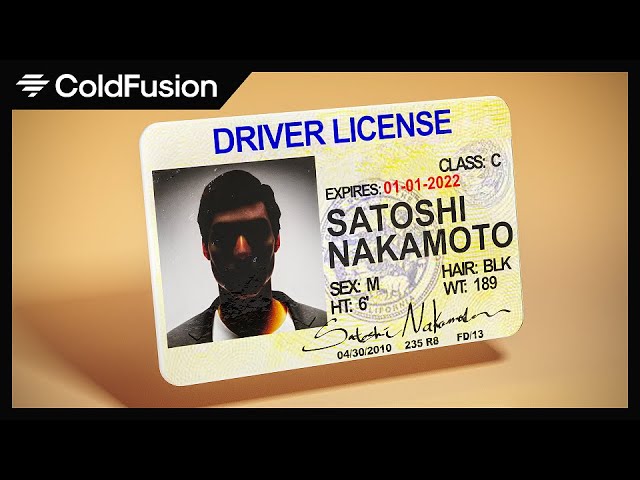 ColdFusion
DRIVER LICENSE
CLASS: C
EXPIRES: 01-01-2022
SATOSHI
NAKAMOTO
SEX: M
HAIR: BLK
HT: 6'
WT: 189
Satoshi Nakamoto
04/30/2010 235 R8 FD/13